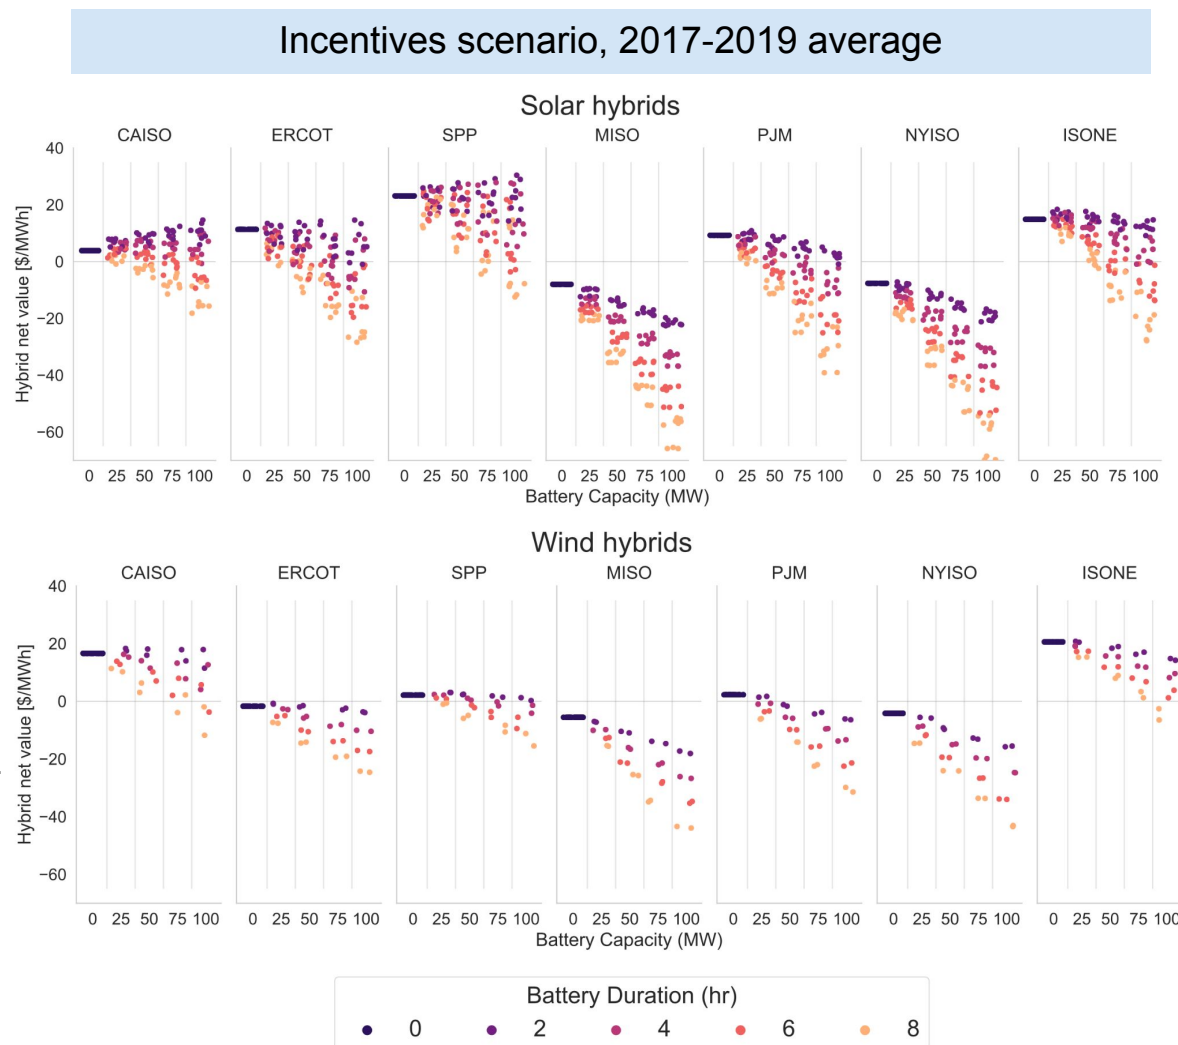 Incentives scenario, 2017-2019 average
Solar hybrids
CAISO ERCOT SPP MISO PJM NYISO ISONE
Hybrid net value [$/MWh]
40
20
0
−20
−40
−60
0 25 50 75 100 0 25 50 75 100 0 25 50 75 100 0 25 50 75 100 0 25 50 75 100 0 25 50 75 100 0 25 50 75 100
Battery Capacity (MW)
Wind hybrids
CAISO ERCOT SPP MISO PJM NYISO ISONE
Hybrid net value [$/MWh]
40
20
0
−20
−40
−60
0 25 50 75 100 0 25 50 75 100 0 25 50 75 100 0 25 50 75 100 0 25 50 75 100 0 25 50 75 100 0 25 50 75 100
Battery Capacity (MW)
Battery Duration (hr)
0 2 4 6 8